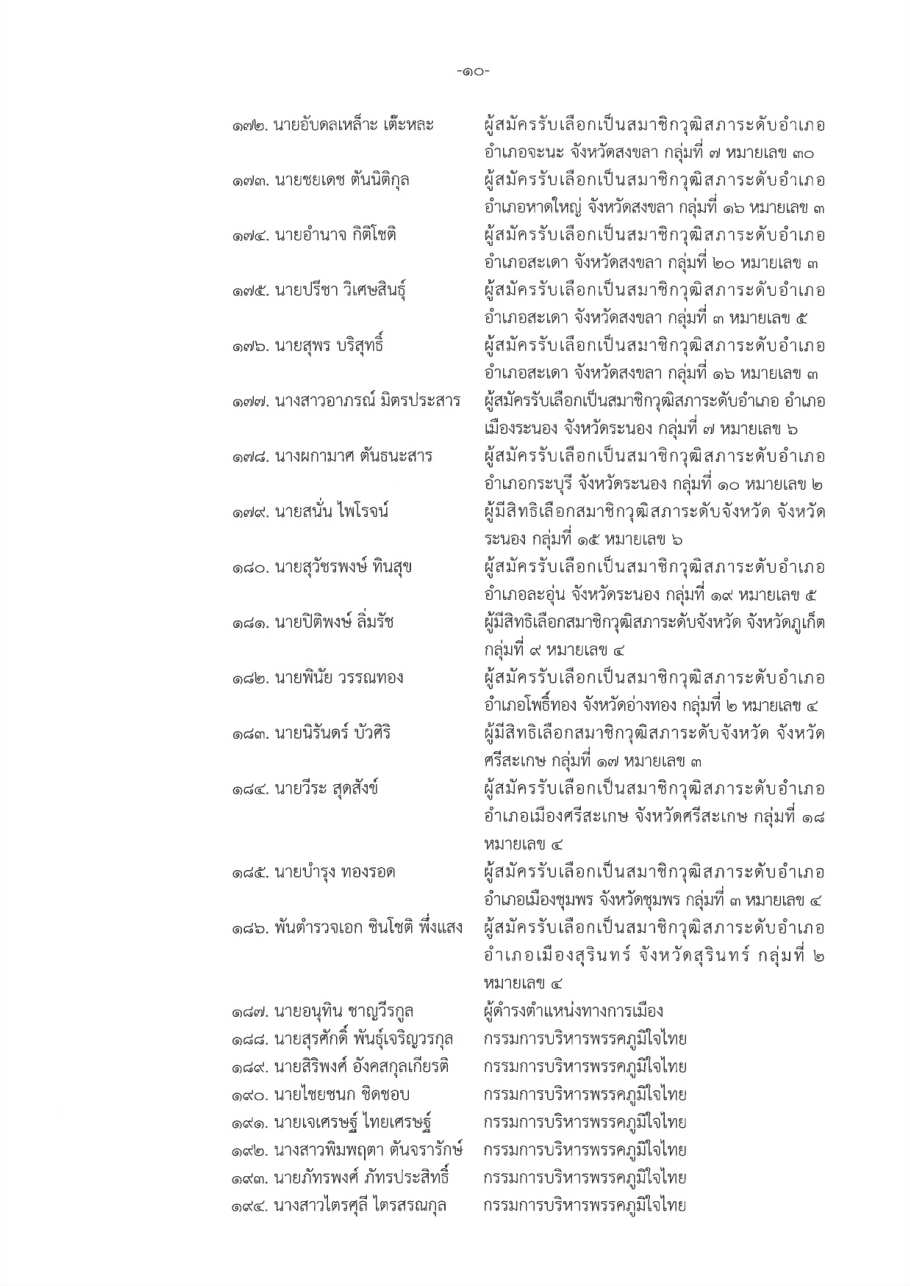 -๑๐-
๑๗๒. นายอับดลเหล็าะ เต๊ะหละ ผู้สมัครรับเลือกเป็นสมาชิกวุฒิสภาระดับอำเภอ
อำเภอจะนะ จังหวัดสงขลา กลุ่มที่ ๗ หมายเลข ๓๐
๑๗๓. นายชยเดช ตันนิติกุล ผู้สมัครรับเลือกเป็นสมาชิกวุฒิสภาระดับอำเภอ
อำเภอหาดใหญ่ จังหวัดสงขลา กลุ่มที่ ๑๖ หมายเลข ๓
๑๗๔. นายอำนาจ กิติโชติ ผู้สมัครรับเลือกเป็นสมาชิกวุฒิสภาระดับอำเภอ
อำเภอสะเดา จังหวัดสงขลา กลุ่มที่ ๒๐ หมายเลข ๓
๑๗๕. นายปรีชา วิเศษสินธุ์ ผู้สมัครรับเลือกเป็นสมาชิกวุฒิสภาระดับอำเภอ
อำเภอสะเดา จังหวัดสงขลา กลุ่มที่ ๓ หมายเลข ๕
๑๗๖. นายสุพร บริสุทธิ์ ผู้สมัครรับเลือกเป็นสมาชิกวุฒิสภาระดับอำเภอ
อำเภอสะเดา จังหวัดสงขลา กลุ่มที่ ๑๖ หมายเลข ๓
๑๗๗. นางสาวอาภรณ์ มิตรประสาร ผู้สมัครรับเลือกเป็นสมาชิกวุฒิสภาระดับอำเภอ อำเภอ
เมืองระนอง จังหวัดระนอง กลุ่มที่ ๗ หมายเลข ๖
๑๗๘. นางผกามาศ ตันธนะสาร ผู้สมัครรับเลือกเป็นสมาชิกวุฒิสภาระดับอำเภอ
อำเภอกระบุรี จังหวัดระนอง กลุ่มที่ ๑๐ หมายเลข ๒
๑๗๙. นายสนั่น ไพโรจน์ ผู้มีสิทธิเลือกสมาชิกวุฒิสภาระดับจังหวัด จังหวัด
ระนอง กลุ่มที่ ๑๕ หมายเลข ๖
๑๘๐. นายสุวัชรพงษ์ ทินสุข ผู้สมัครรับเลือกเป็นสมาชิกวุฒิสภาระดับอำเภอ
อำเภอละอุ่น จังหวัดระนอง กลุ่มที่ ๑๙ หมายเลข ๕
๑๘๑. นายปิติพงษ์ ลิ่มรัช ผู้มีสิทธิเลือกสมาชิกวุฒิสภาระดับจังหวัด จังหวัดภูเก็ต
กลุ่มที่ ๙ หมายเลข ๔
๑๘๒. นายพินัย วรรณทอง ผู้สมัครรับเลือกเป็นสมาชิกวุฒิสภาระดับอำเภอ
อำเภอโพธิ์ทอง จังหวัดอ่างทอง กลุ่มที่ ๒ หมายเลข ๔
๑๘๓. นายนิรันดร์ บัวศิริ ผู้มีสิทธิเลือกสมาชิกวุฒิสภาระดับจังหวัด จังหวัด
ศรีสะเกษ กลุ่มที่ ๑๗ หมายเลข ๓
๑๘๔. นายวีระ สุดสังข์ ผู้สมัครรับเลือกเป็นสมาชิกวุฒิสภาระดับอำเภอ
อำเภอเมืองศรีสะเกษ จังหวัดศรีสะเกษ กลุ่มที่ ๑๘
หมายเลข ๔
๑๘๕. นายบำรุง ทองรอด ผู้สมัครรับเลือกเป็นสมาชิกวุฒิสภาระดับอำเภอ
อำเภอเมืองชุมพร จังหวัดชุมพร กลุ่มที่ ๓ หมายเลข ๔
๑๘๖. พันตำรวจเอก ชินโชติ พึ่งแสง ผู้สมัครรับเลือกเป็นสมาชิกวุฒิสภาระดับอำเภอ
อำเภอเมืองสุรินทร์ จังหวัดสุรินทร์ กลุ่มที่ ๒
หมายเลข ๔
๑๘๗. นายอนุทิน ชาญวีรกูล ผู้ดำรงตำแหน่งทางการเมือง
๑๘๘. นายสุรศักดิ์ พันธุ์เจริญวรกุล กรรมการบริหารพรรคภูมิใจไทย
๑๘๙. นายสิริพงศ์ อังคสกุลเกียรติ กรรมการบริหารพรรคภูมิใจไทย
๑๙๐. นายไชยชนก ชิดชอบ กรรมการบริหารพรรคภูมิใจไทย
๑๙๑. นายเจเศรษฐ์ ไทยเศรษฐ์ กรรมการบริหารพรรคภูมิใจไทย
๑๙๒. นางสาวพิมพฤดา ตันจรารักษ์ กรรมการบริหารพรรคภูมิใจไทย
๑๙๓. นายภัทรพงศ์ ภัทรประสิทธิ์ กรรมการบริหารพรรคภูมิใจไทย
๑๙๔. นางสาวไตรศุลี ไตรสรณกุล กรรมการบริหารพรรคภูมิใจไทย